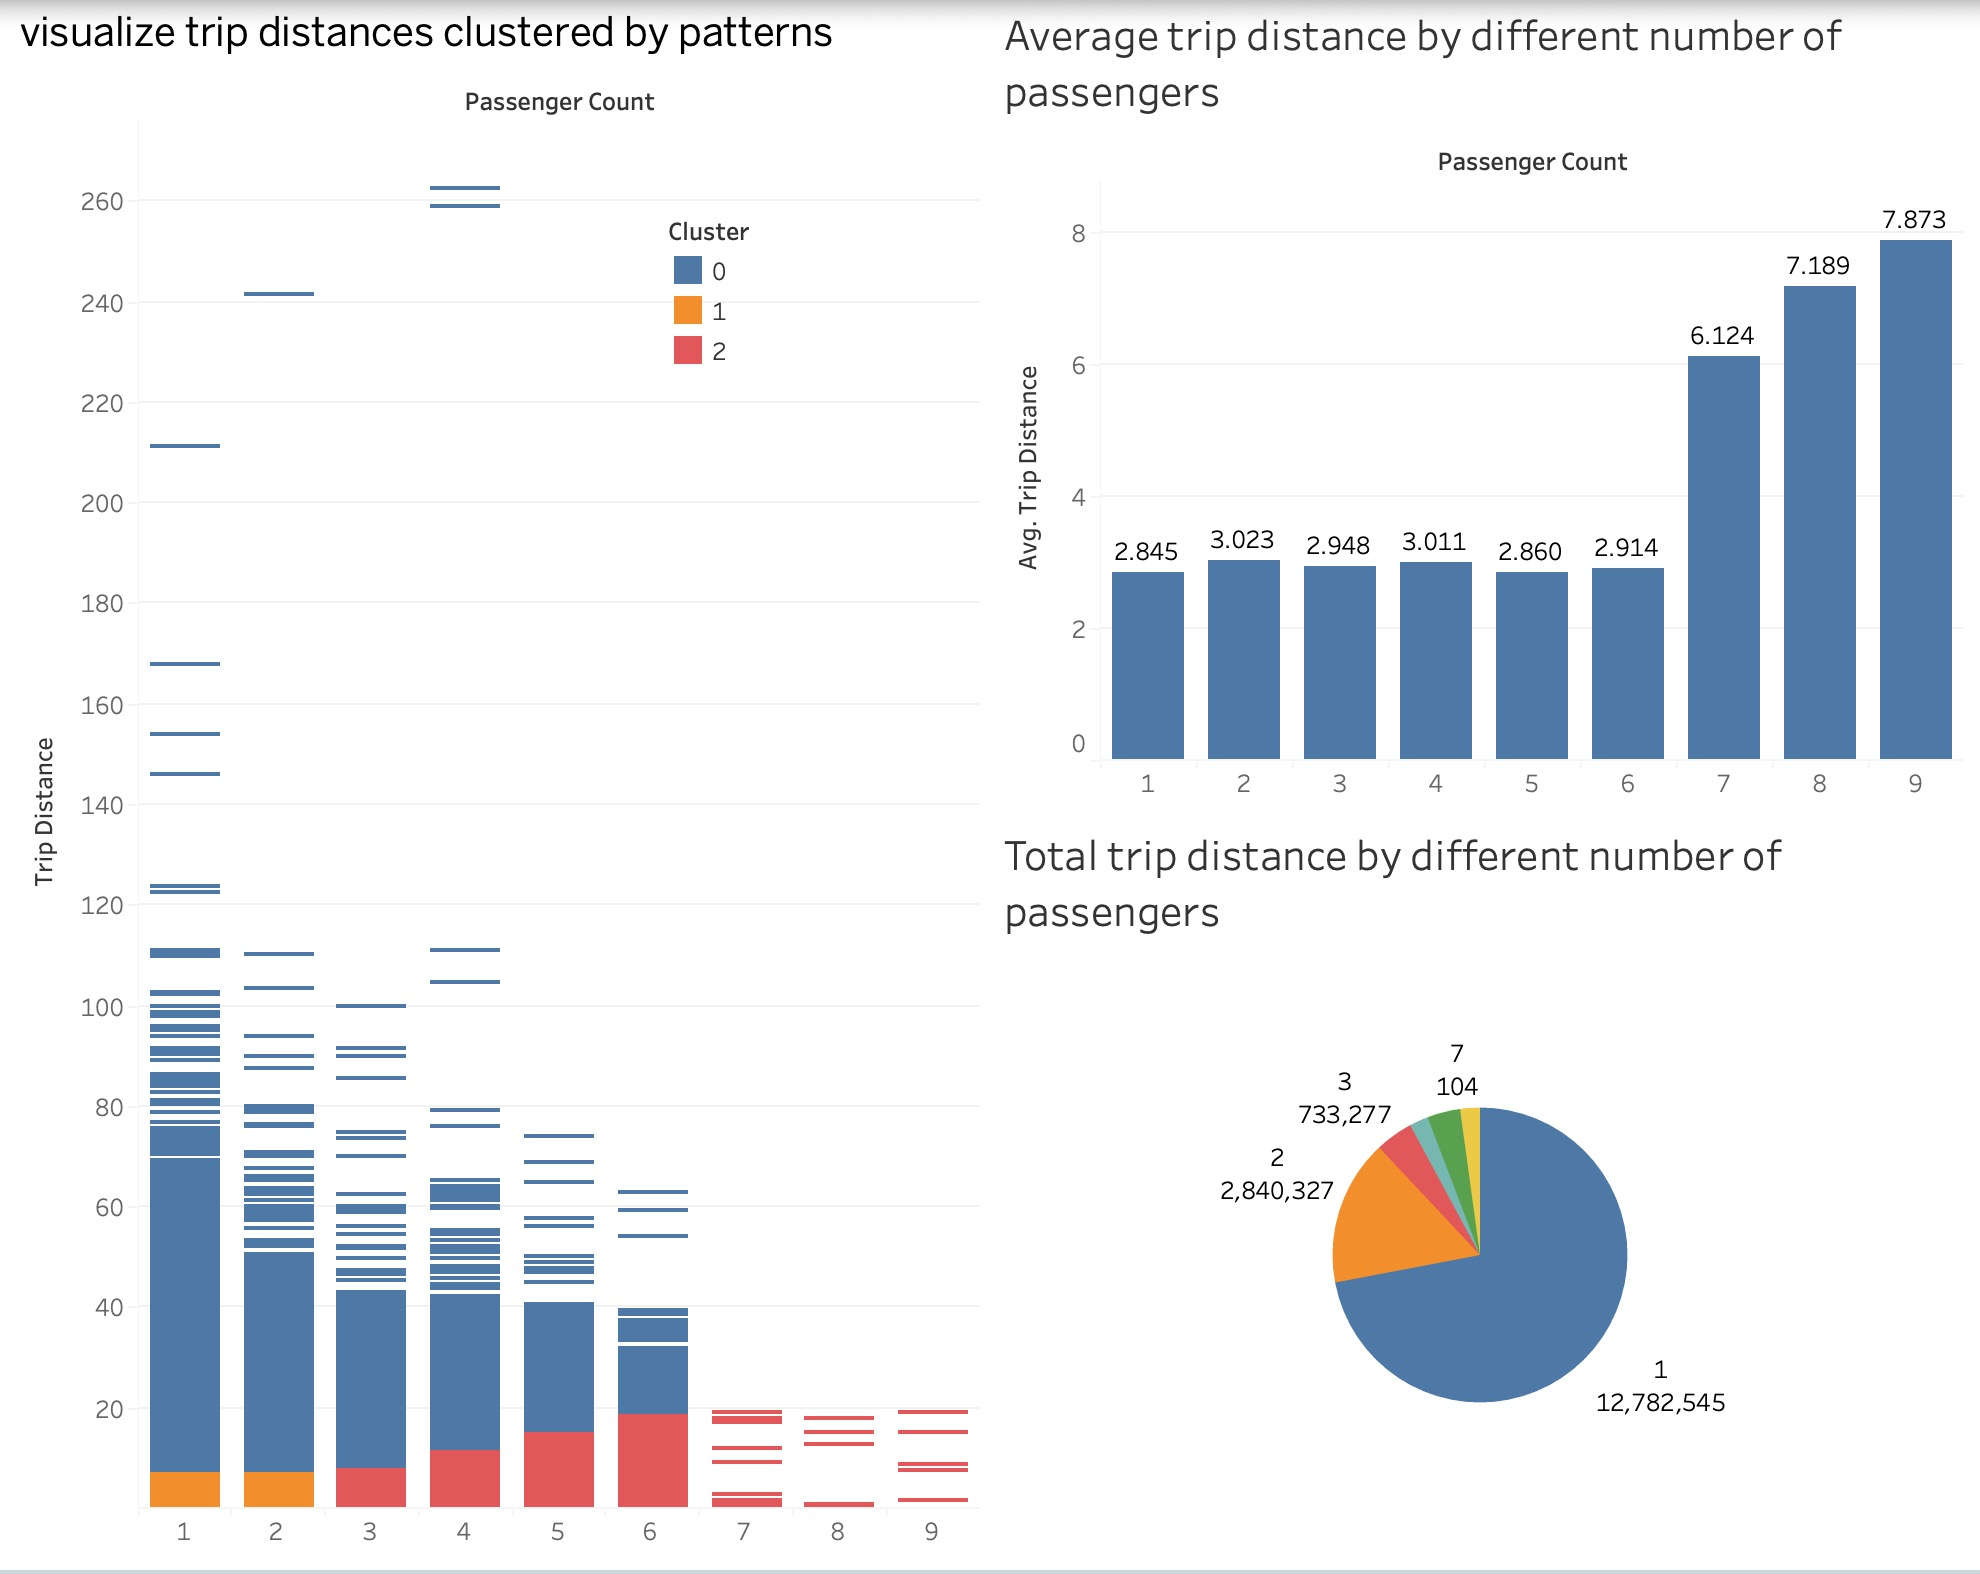 visualize trip distances clustered by patterns
Passenger Count
260
240
220
200
180
160
140
120
100
80
60
40
20
Trip Distance
Cluster
0
1
2
1 2 3 4 5 6 7 8 9
Average trip distance by different number of
passengers
Passenger Count
8
6
4
2
0
Avg. Trip Distance
2.845 3.023 2.948 3.011 2.860 2.914 6.124 7.189 7.873
1 2 3 4 5 6 7 8 9
Total trip distance by different number of
passengers
7
104
3
733,277
2
2,840,327
1
12,782,545